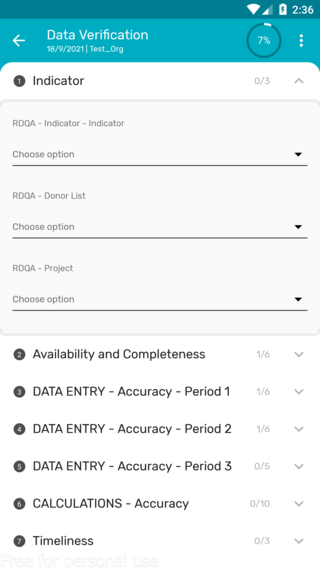 2:36
Data Verification
18/9/2021 | Test_Org
7%
1 Indicator 0/3
RDQA - Indicator - Indicator
Choose option
RDQA - Donor List
Choose option
RDQA - Project
Choose option
2 Availability and Completeness 1/6
3 DATA ENTRY - Accuracy - Period 1 1/6
4 DATA ENTRY - Accuracy - Period 2 1/6
5 DATA ENTRY - Accuracy - Period 3 0/5
6 CALCULATIONS - Accuracy 0/10
7 Timeliness 0/3
Free for personal use